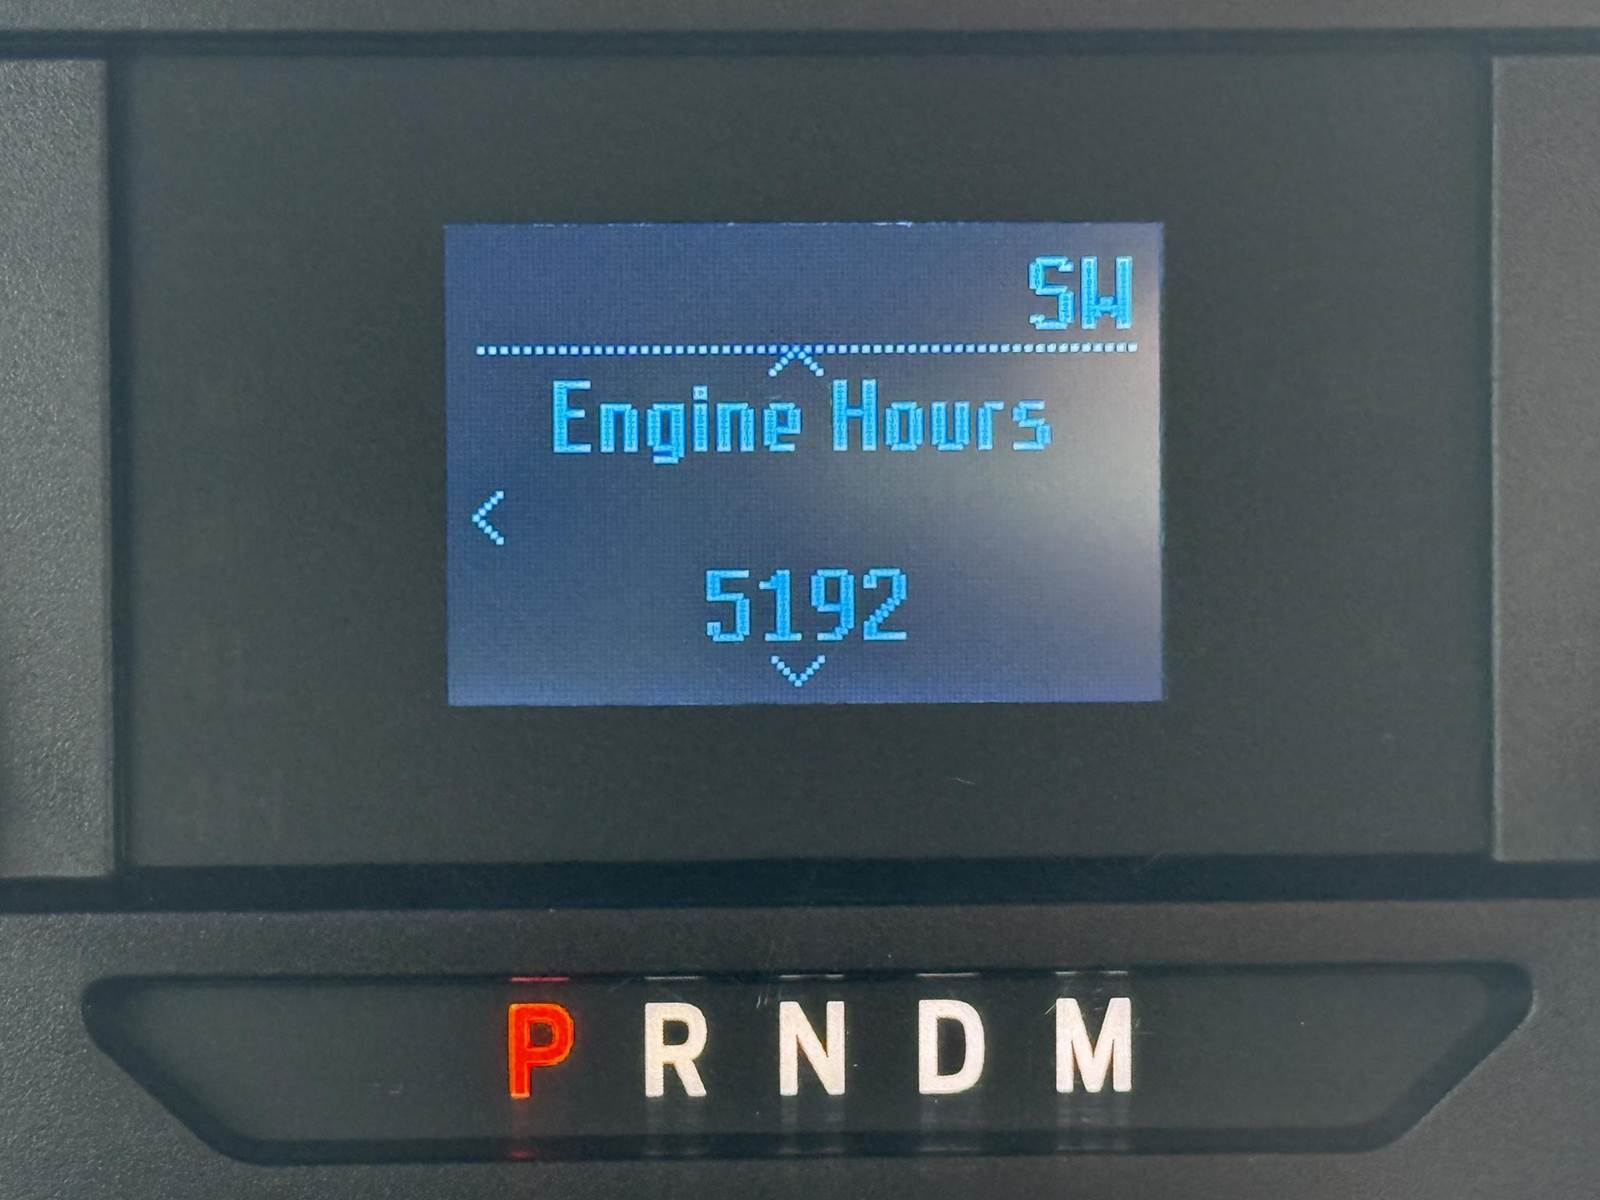 SW
Engine Hours
5192
P R N D M